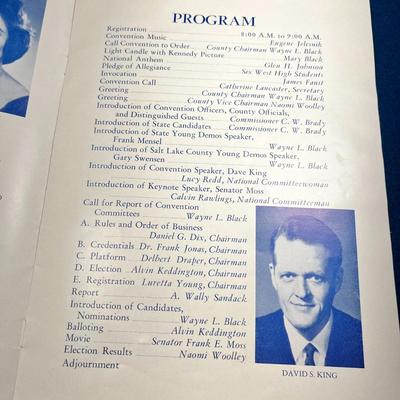 PROGRAM
Registration 8:00 A.M. to 9:00 A.M.
Convention Music Eugene Jelesnik
Call Convention to Order County Chairman Wayne L. Black
Light Candle with Kennedy Picture Mary Black
National Anthem Glen H. Johnson
Pledge of Allegiance Six West High Students
Invocation James Faust
Convention Call Catherine Lancaster, Secretary
Greeting County Chairman Wayne L. Black
Greeting County Vice Chairman Naomi Woolley
Introduction of Convention Officers, County Officials,
and Distinguished Guests Commissioner C. W. Brady
Introduction of State Candidates Commissioner C. W. Brady
Introduction of State Young Demos Speaker,
Frank Mensel Wayne L. Black
Introduction of Salt Lake County Young Demos Speaker,
Gary Swensen Wayne L. Black
Introduction of Convention Speaker, Dave King
Lucy Redd, National Committeewoman
Introduction of Keynote Speaker, Senator Moss
Calvin Rawlings, National Committeeman
Call for Report of Convention
Committees Wayne L. Black
A. Rules and Order of Business
Daniel G. Dix, Chairman
B. Credentials Dr. Frank Jonas, Chairman
C. Platform Delbert Draper, Chairman
D. Election Alvin Keddington, Chairman
E. Registration Luretta Young, Chairman
Report A. Wally Sandack
Introduction of Candidates,
Nominations Wayne L. Black
Balloting Alvin Keddington
Movie Senator Frank E. Moss
Election Results Naomi Woolley
Adjournment
DAVID S. KING